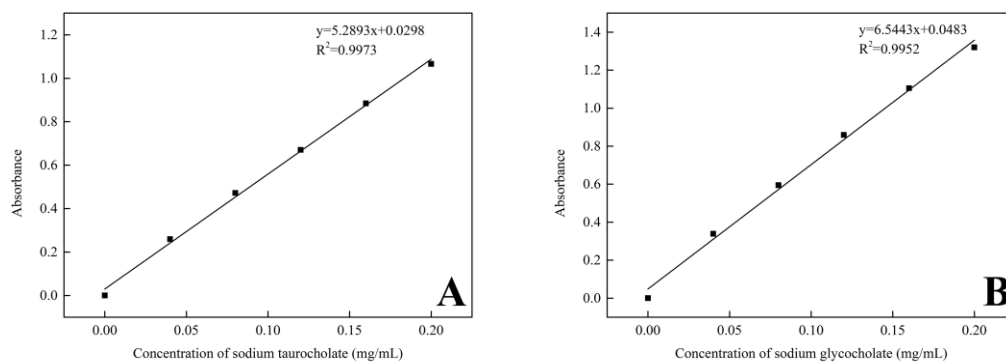 y=5.2893x+0.0298
R²=0.9973
1.2
1.0
0.8
0.6
0.4
0.2
0.0
Absorbance
0.00 0.05 0.10 0.15 0.20
Concentration of sodium taurocholate (mg/mL)
A
y=6.5443x+0.0483
R²=0.9952
1.4
1.2
1.0
0.8
0.6
0.4
0.2
0.0
Absorbance
0.00 0.05 0.10 0.15 0.20
Concentration of sodium glycocholate (mg/mL)
B